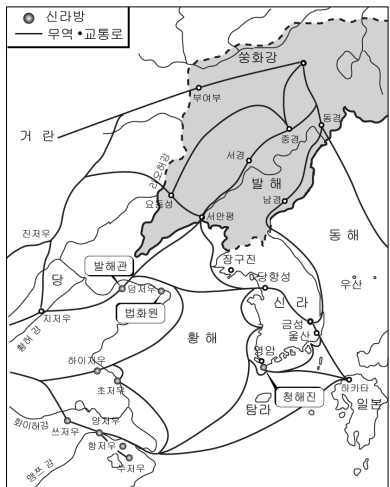 신라방
무역•교통로
쑹화강
부여부
동경
거란
중경
서경
랴오허강
발해
요동성
남경
서안평
동해
진저우
발해관
장구진
당
덩저우
당항성
우산
법화원
신라
지저우
황허 강
금성
울산
황해
하이저우
영암
초저우
하카타
청해진
일본
탐라
화이허강
쓰저우
양저우
항저우
양쯔 강